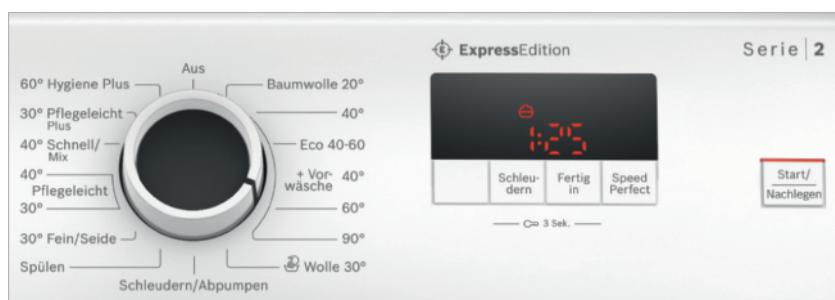 ExpressEdition
Serie | 2
Aus
60° Hygiene Plus
30° Pflegeleicht
Plus
40° Schnell/
Mix
40°
Pflegeleicht
30°
30° Fein/Seide
Spülen
Schleudern/Abpumpen
Baumwolle 20°
40°
Eco 40-60
+ Vor-
wäsche 40°
60°
90°
Wolle 30°
1:25
Schleu-
dern
Fertig
in
Speed
Perfect
3 Sek.
Start/
Nachlegen